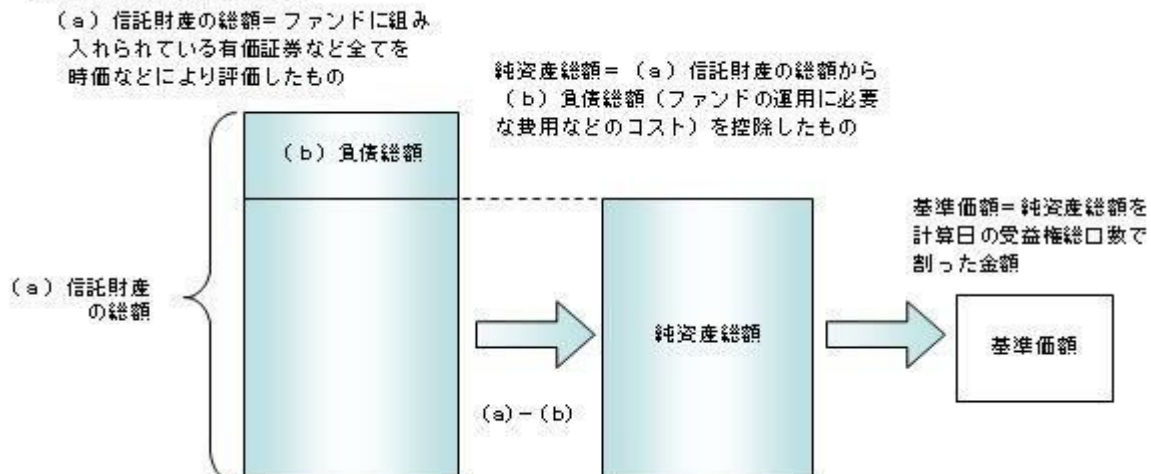 (a)信託財産の総額=ファンドに組み
入れられている有価証券など全てを
時価などにより評価したもの
純資産総額=(a)信託財産の総額から
(b)負債総額(ファンドの運用に必要
な費用などのコスト)を控除したもの
(b)負債総額
基準価額=純資産総額を
計算日の受益権総口数で
割った金額
(a)信託財産
の総額
純資産総額
基準価額
(a)-(b)